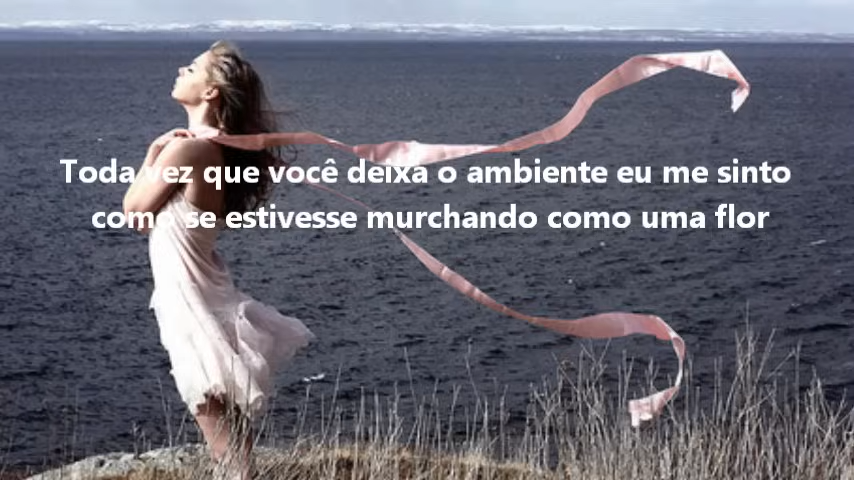 Toda vez que você deixa o ambiente eu me sinto
como se estivesse murchando como uma flor